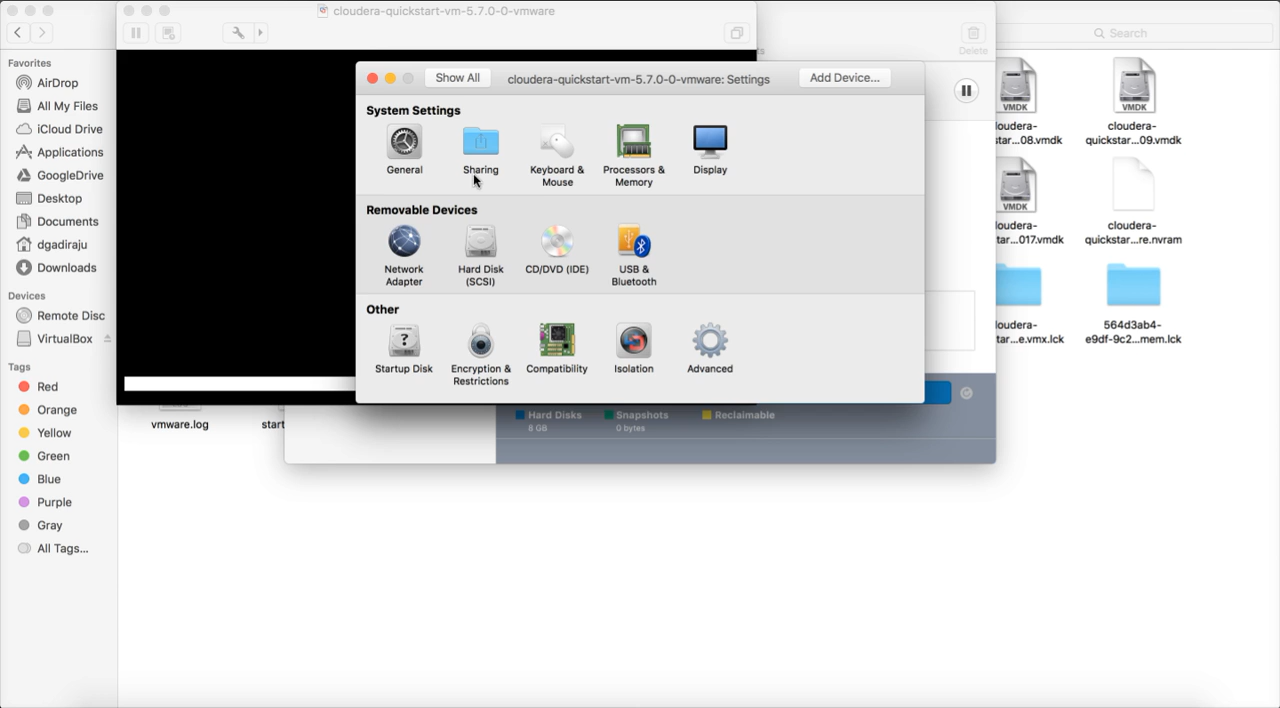 cloudera-quickstart-vm-5.7.0-0-vmware
Search
Delete
Favorites
AirDrop
All My Files
iCloud Drive
Applications
GoogleDrive
Desktop
Documents
dgadiraju
Downloads
Devices
Remote Disc
VirtualBox
Tags
Red
Orange
Yellow
Green
Blue
Purple
Gray
All Tags...
Show All
cloudera-quickstart-vm-5.7.0-0-vmware: Settings
Add Device...
System Settings
General
Sharing
Keyboard &
Mouse
Processors &
Memory
Display
Removable Devices
Network
Adapter
Hard Disk
(SCSI)
CD/DVD (IDE)
USB &
Bluetooth
Other
Startup Disk
Encryption &
Restrictions
Compatibility
Isolation
Advanced
Hard Disks
8 GB
Snapshots
0 bytes
Reclaimable
vmware.log
start
VMDK
cloudera-
star...08.vmdk
VMDK
cloudera-
quickstar...09.vmdk
VMDK
cloudera-
tar...017.vmdk
cloudera-
quickstar...re.nvram
loudera-
tar...e.vmx.lck
564d3ab4-
e9df-9c2...mem.lck